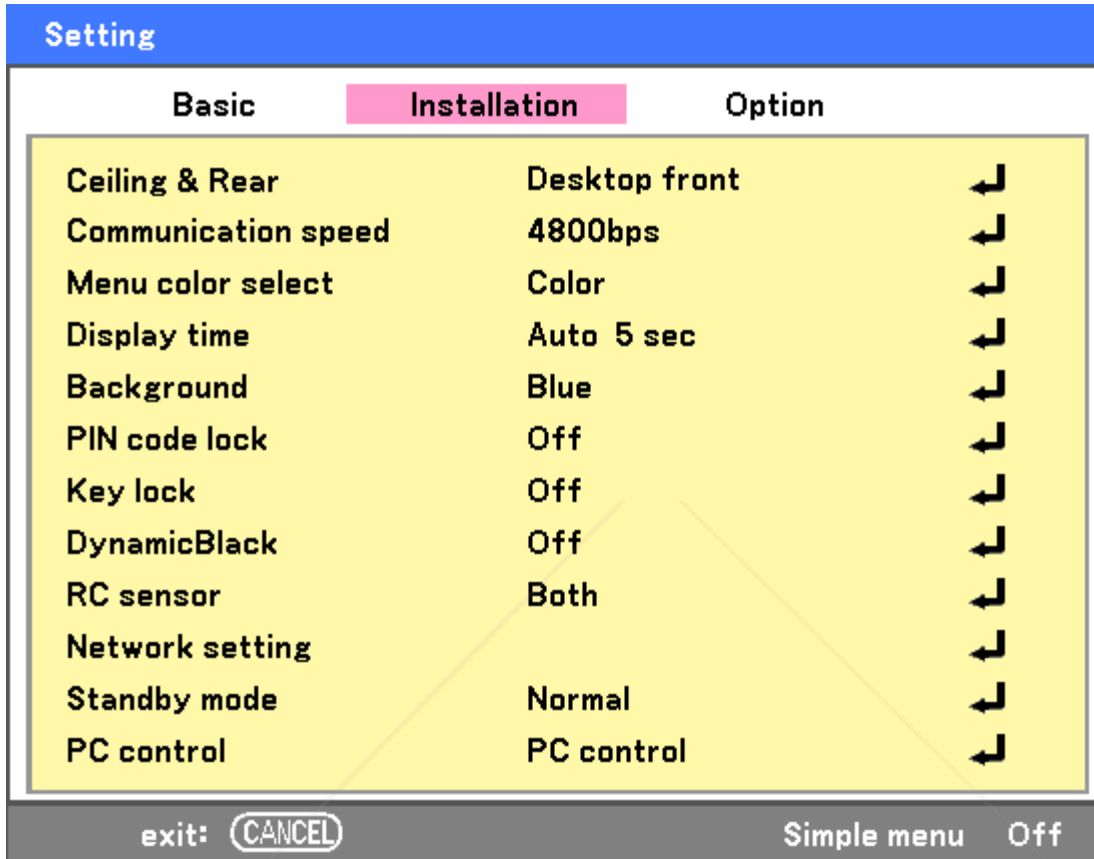 Setting
Basic Installation Option
Ceiling & Rear Desktop front
Communication speed 4800bps
Menu color select Color
Display time Auto 5 sec
Background Blue
PIN code lock Off
Key lock Off
DynamicBlack Off
RC sensor Both
Network setting
Standby mode Normal
PC control PC control
exit: CANCEL Simple menu Off